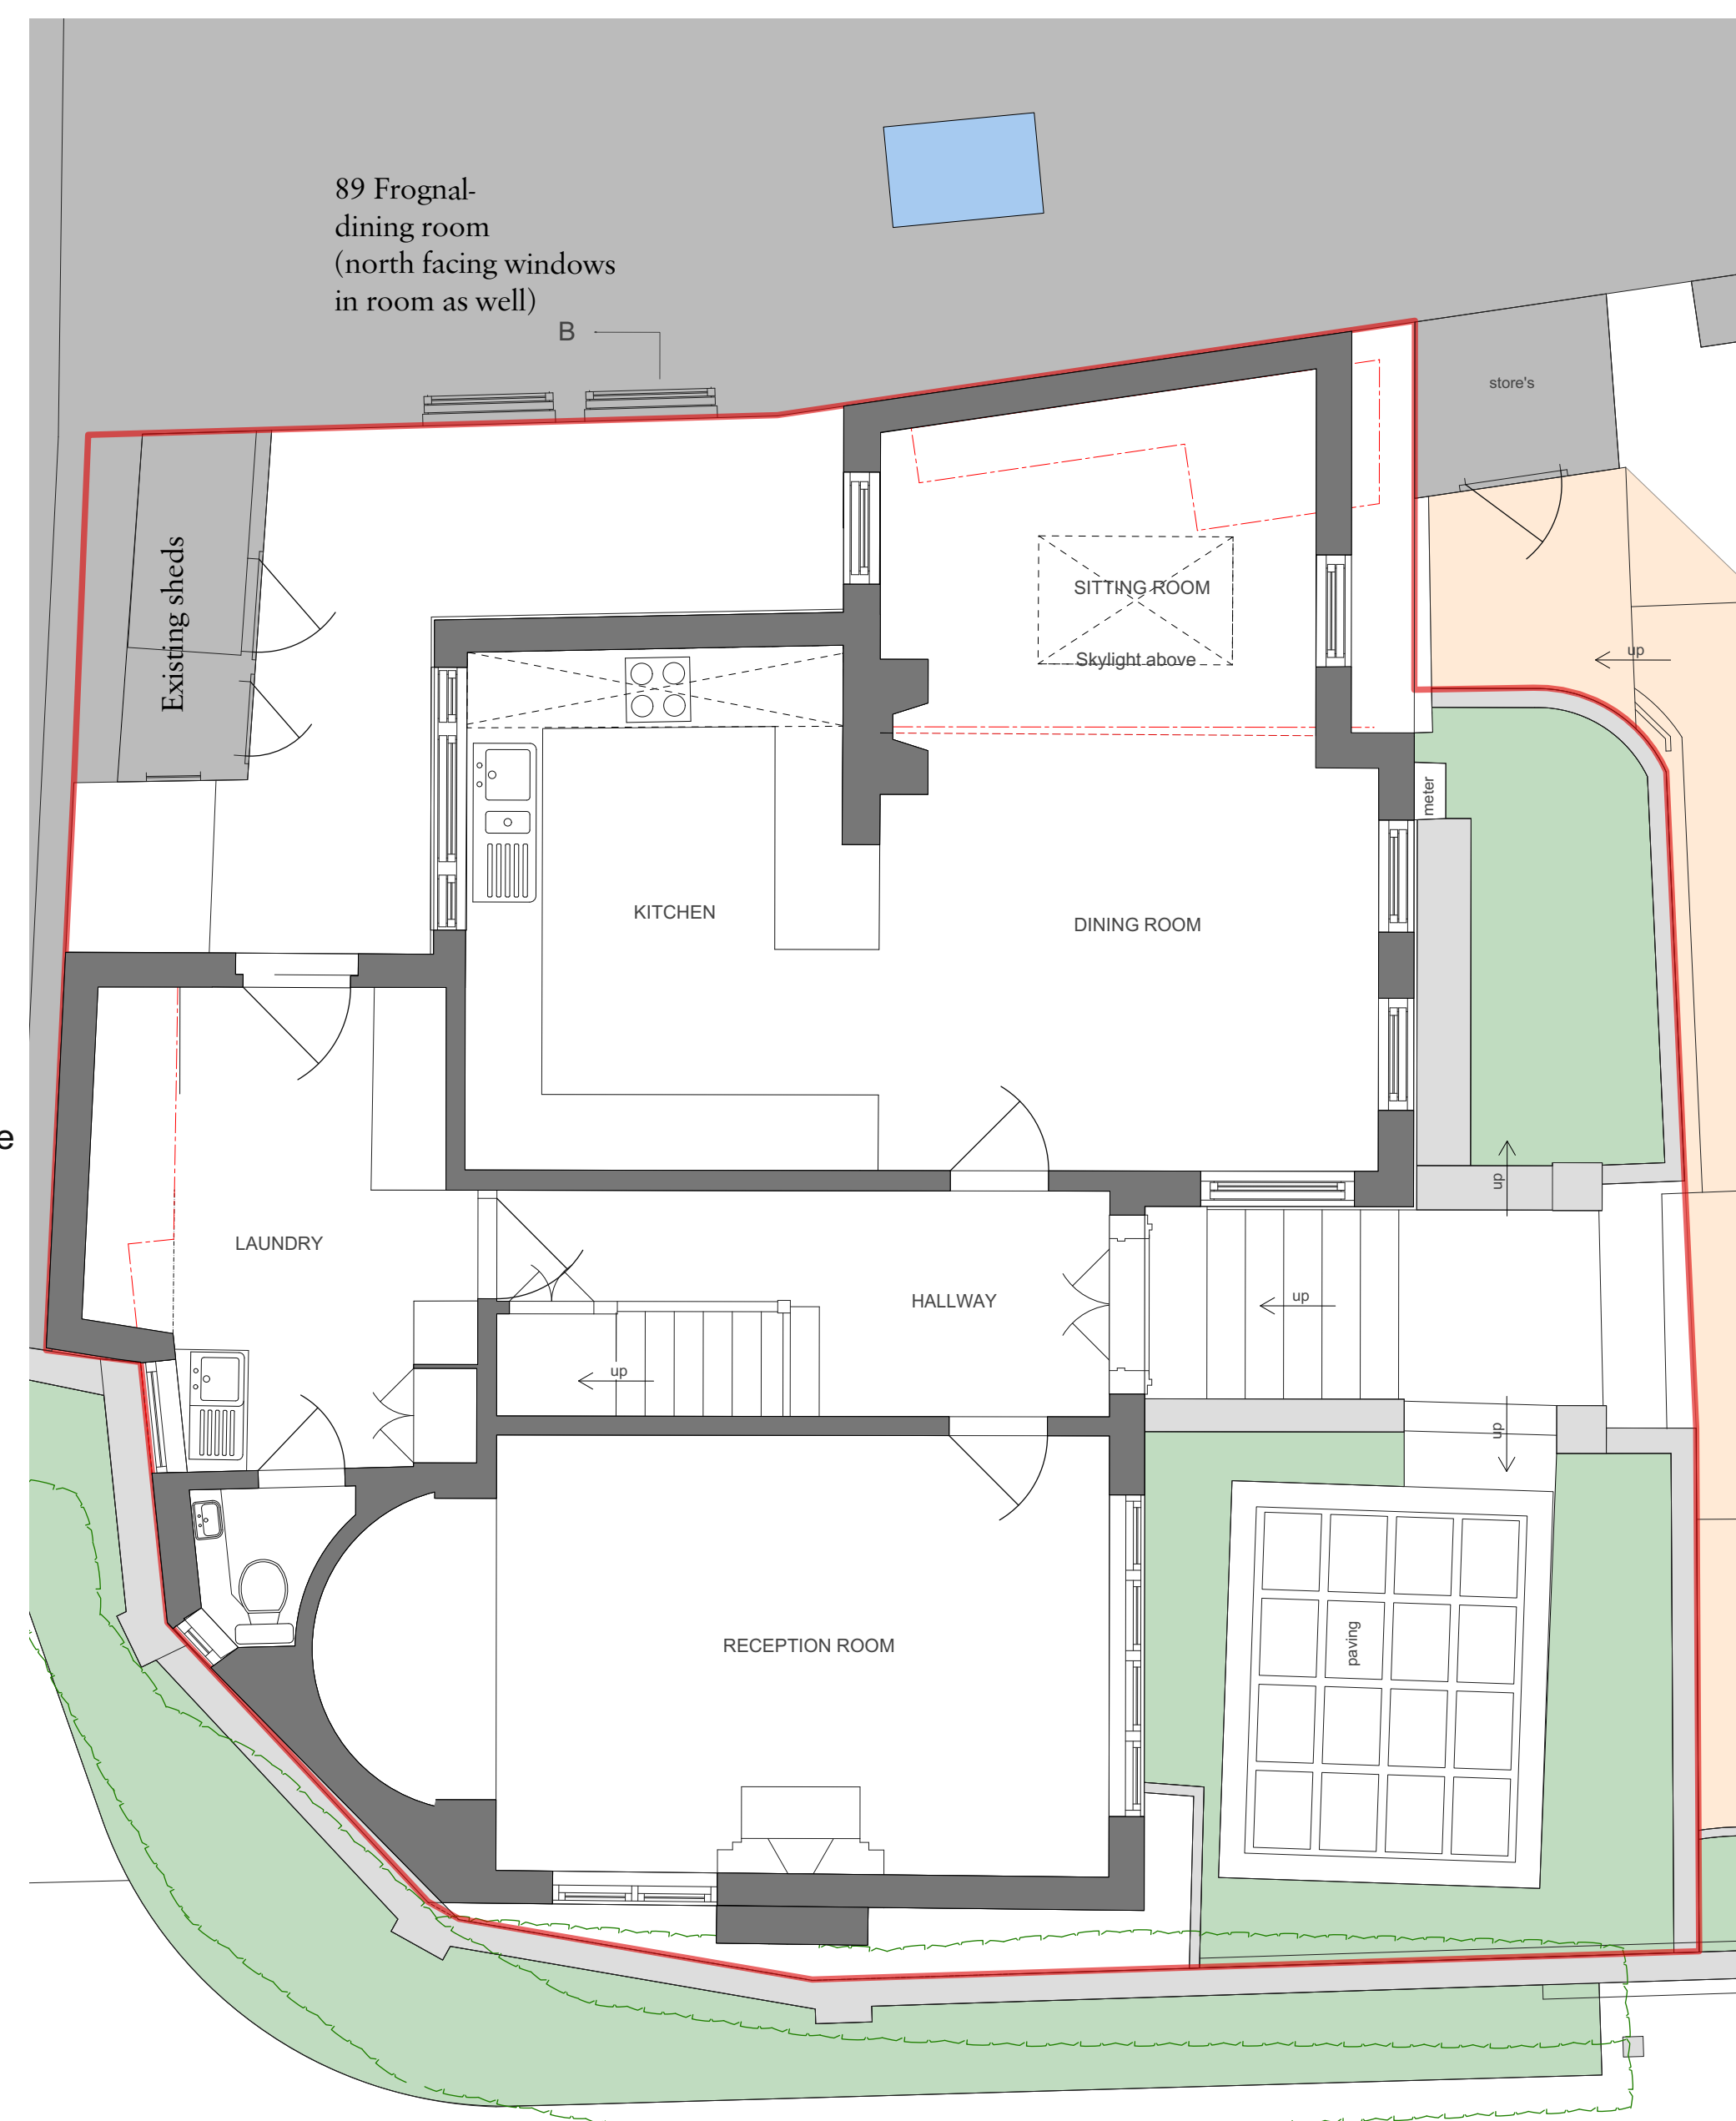 89 Frognal-
dining room
(north facing windows
in room as well)
B
store's
Existing sheds
SITTING ROOM
Skylight above
up
meter
KITCHEN
DINING ROOM
e
up
LAUNDRY
HALLWAY
up
up
up
RECEPTION ROOM
paving